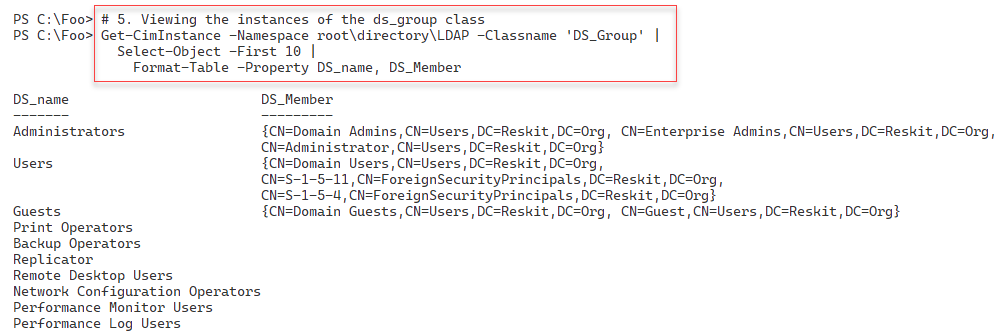 PS C:\Foo> # 5. Viewing the instances of the ds_group class
PS C:\Foo> Get-CimInstance -Namespace root\directory\LDAP -Classname 'DS_Group' |
  Select-Object -First 10 |
    Format-Table -Property DS_name, DS_Member
DS_name                        DS_Member
-------                        ---------
Administrators                 {CN=Domain Admins,CN=Users,DC=Reskit,DC=Org, CN=Enterprise Admins,CN=Users,DC=Reskit,DC=Org,
                               CN=Administrator,CN=Users,DC=Reskit,DC=Org}
Users                          {CN=Domain Users,CN=Users,DC=Reskit,DC=Org,
                               CN=S-1-5-11,CN=ForeignSecurityPrincipals,DC=Reskit,DC=Org,
                               CN=S-1-5-4,CN=ForeignSecurityPrincipals,DC=Reskit,DC=Org}
Guests                         {CN=Domain Guests,CN=Users,DC=Reskit,DC=Org, CN=Guest,CN=Users,DC=Reskit,DC=Org}
Print Operators
Backup Operators
Replicator
Remote Desktop Users
Network Configuration Operators
Performance Monitor Users
Performance Log Users